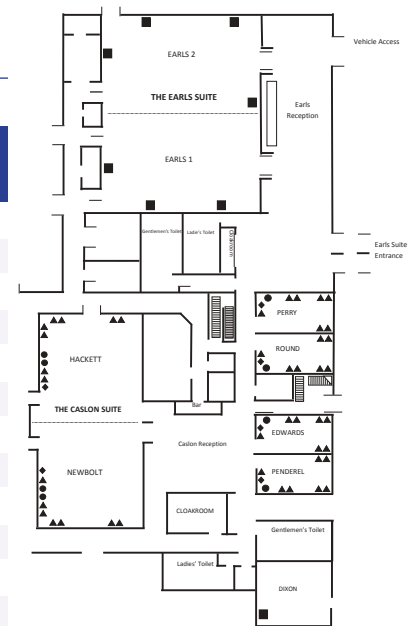 EARLS 2
Vehicle Access
THE EARLS SUITE
Earls
Reception
EARLS 1
Gentlemen's Toilet
Ladie's Toilet
Cloakroom
Earls Suite
Entrance
PERRY
ROUND
HACKETT
Bar
THE CASLON SUITE
EDWARDS
Caslon Reception
NEWBOLT
PENDEREL
CLOAKROOM
Gentlemen's Toilet
Ladies' Toilet
DIXON